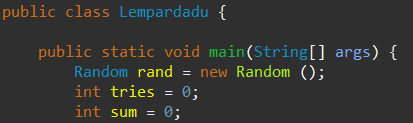 public class Lempardadu {
public static void main(String[] args) {
Random rand = new Random ();
int tries = 0;
int sum = 0;